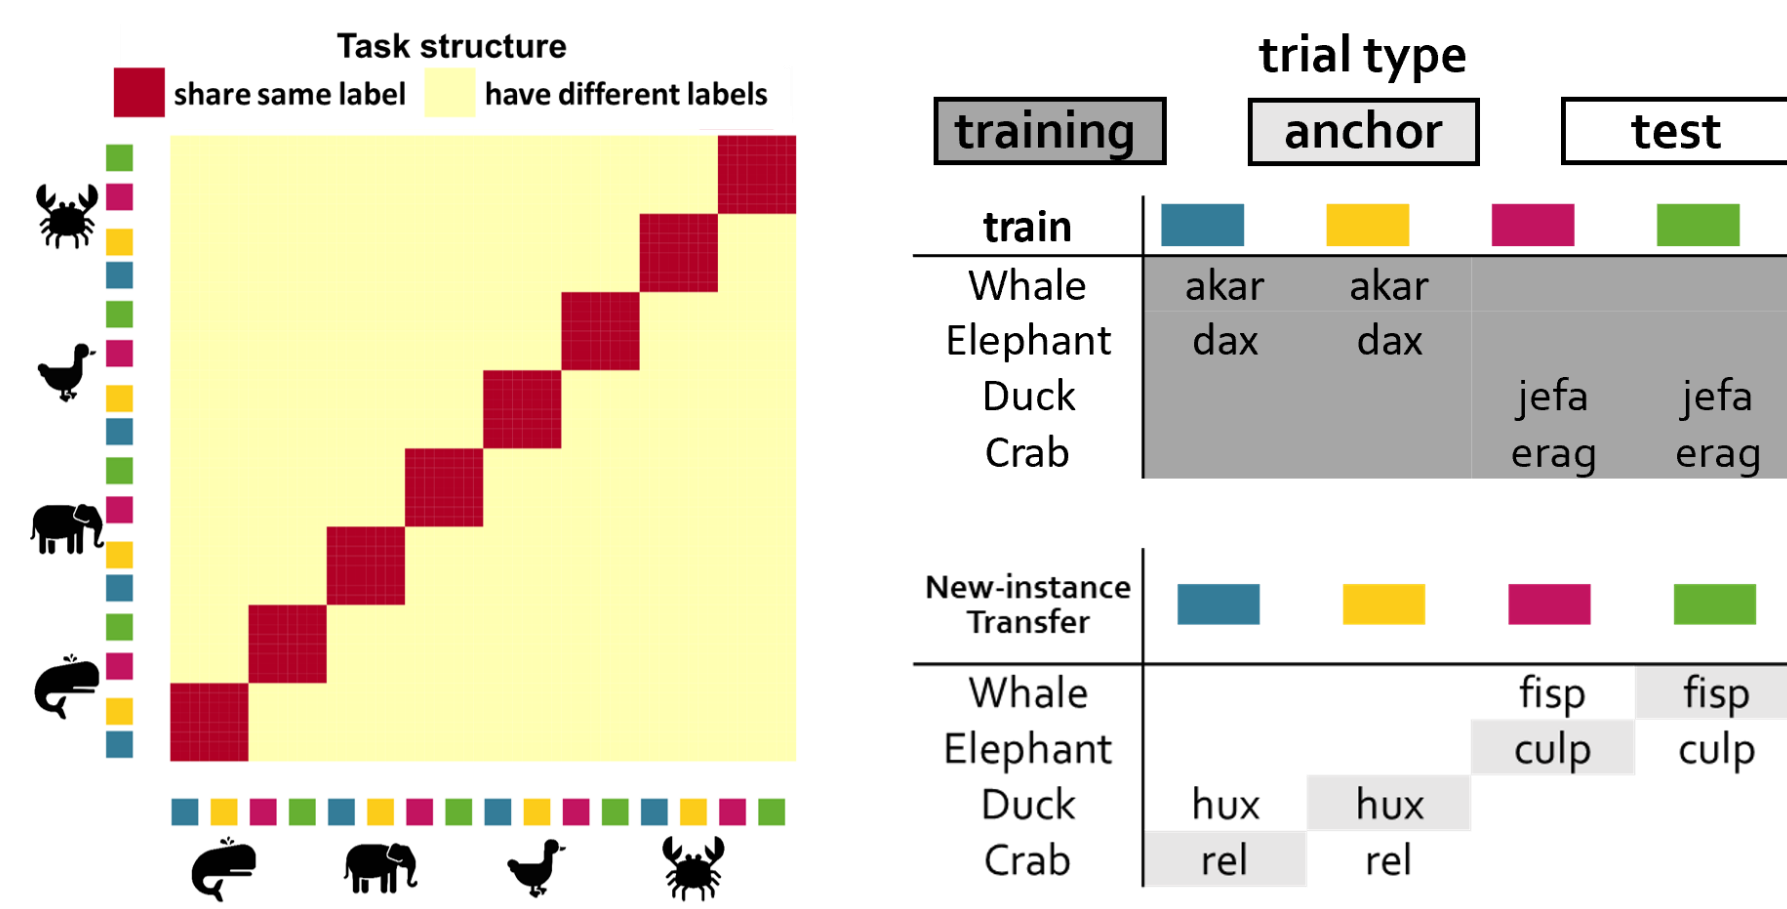 Task structure
share same label have different labels
trial type
training anchor test
train
Whale akar akar
Elephant dax dax
Duck jefa jefa
Crab erag erag
New-instance
Transfer
Whale fisp fisp
Elephant culp culp
Duck hux hux
Crab rel rel